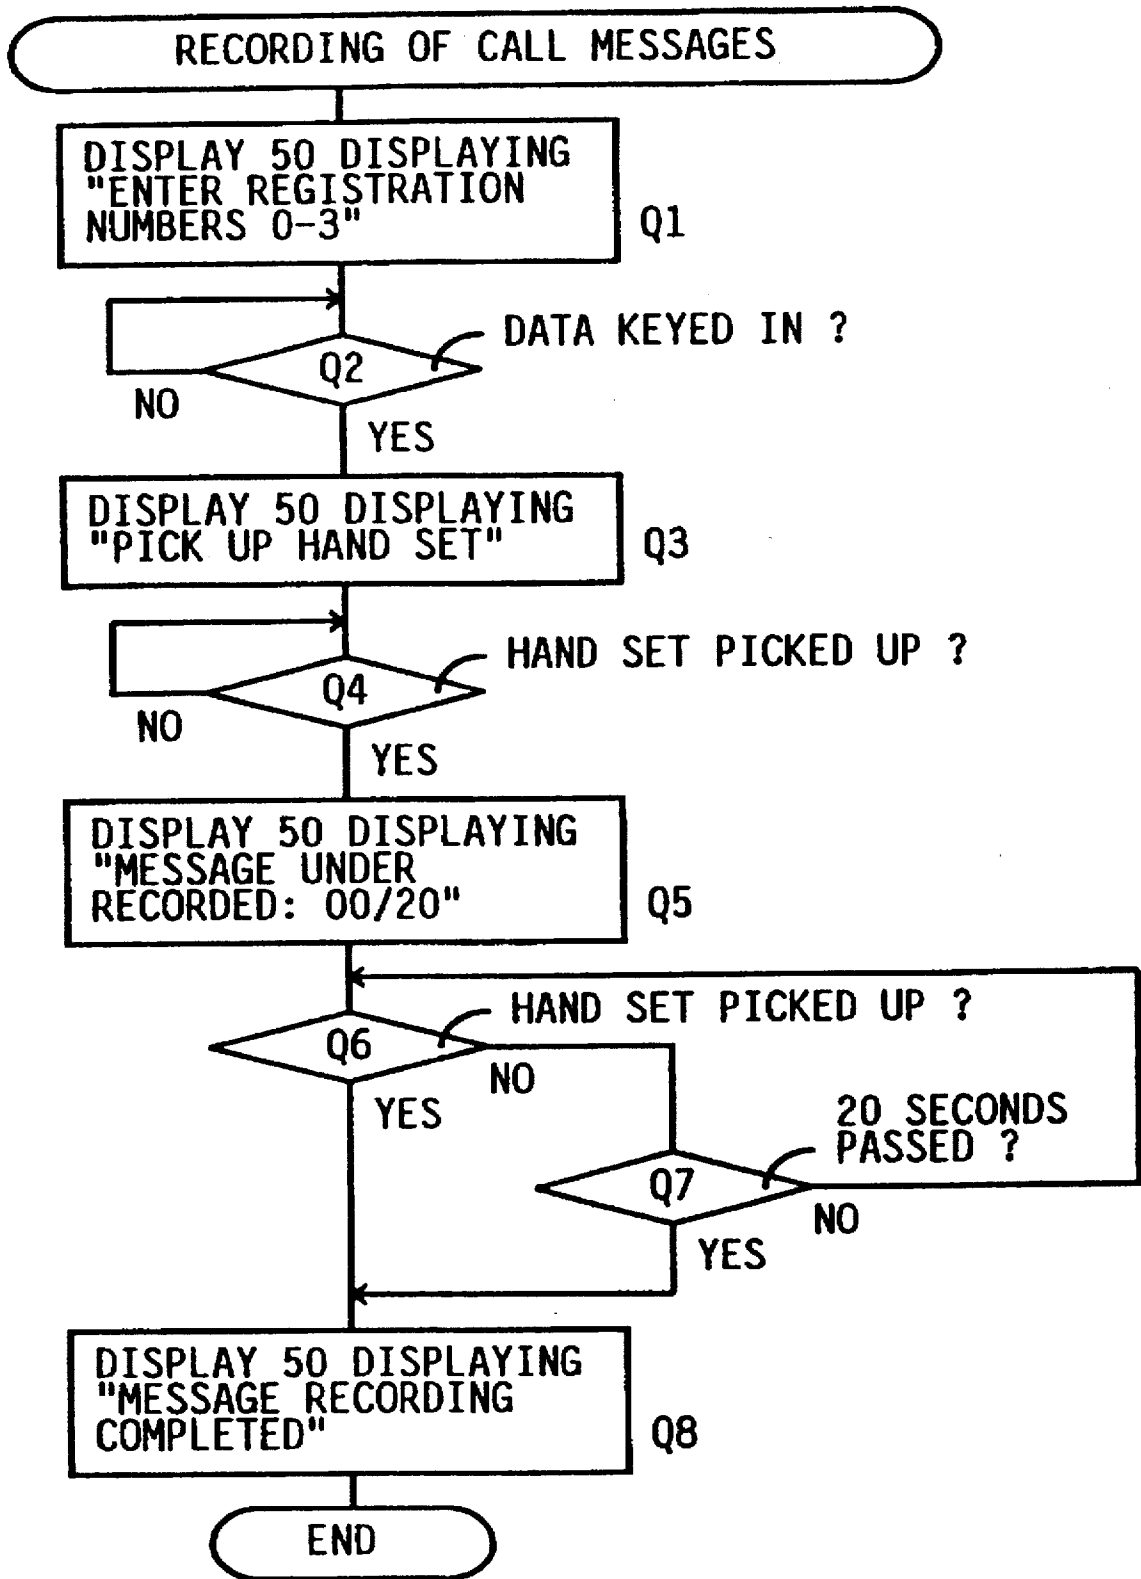 RECORDING OF CALL MESSAGES
DISPLAY 50 DISPLAYING
"ENTER REGISTRATION
NUMBERS 0-3"
Q1
DATA KEYED IN ?
Q2
NO
YES
DISPLAY 50 DISPLAYING
"PICK UP HAND SET"
Q3
HAND SET PICKED UP ?
Q4
NO
YES
DISPLAY 50 DISPLAYING
"MESSAGE UNDER
RECORDED: 00/20"
Q5
HAND SET PICKED UP ?
Q6
NO
YES
20 SECONDS
PASSED ?
Q7
NO
YES
DISPLAY 50 DISPLAYING
"MESSAGE RECORDING
COMPLETED"
Q8
END